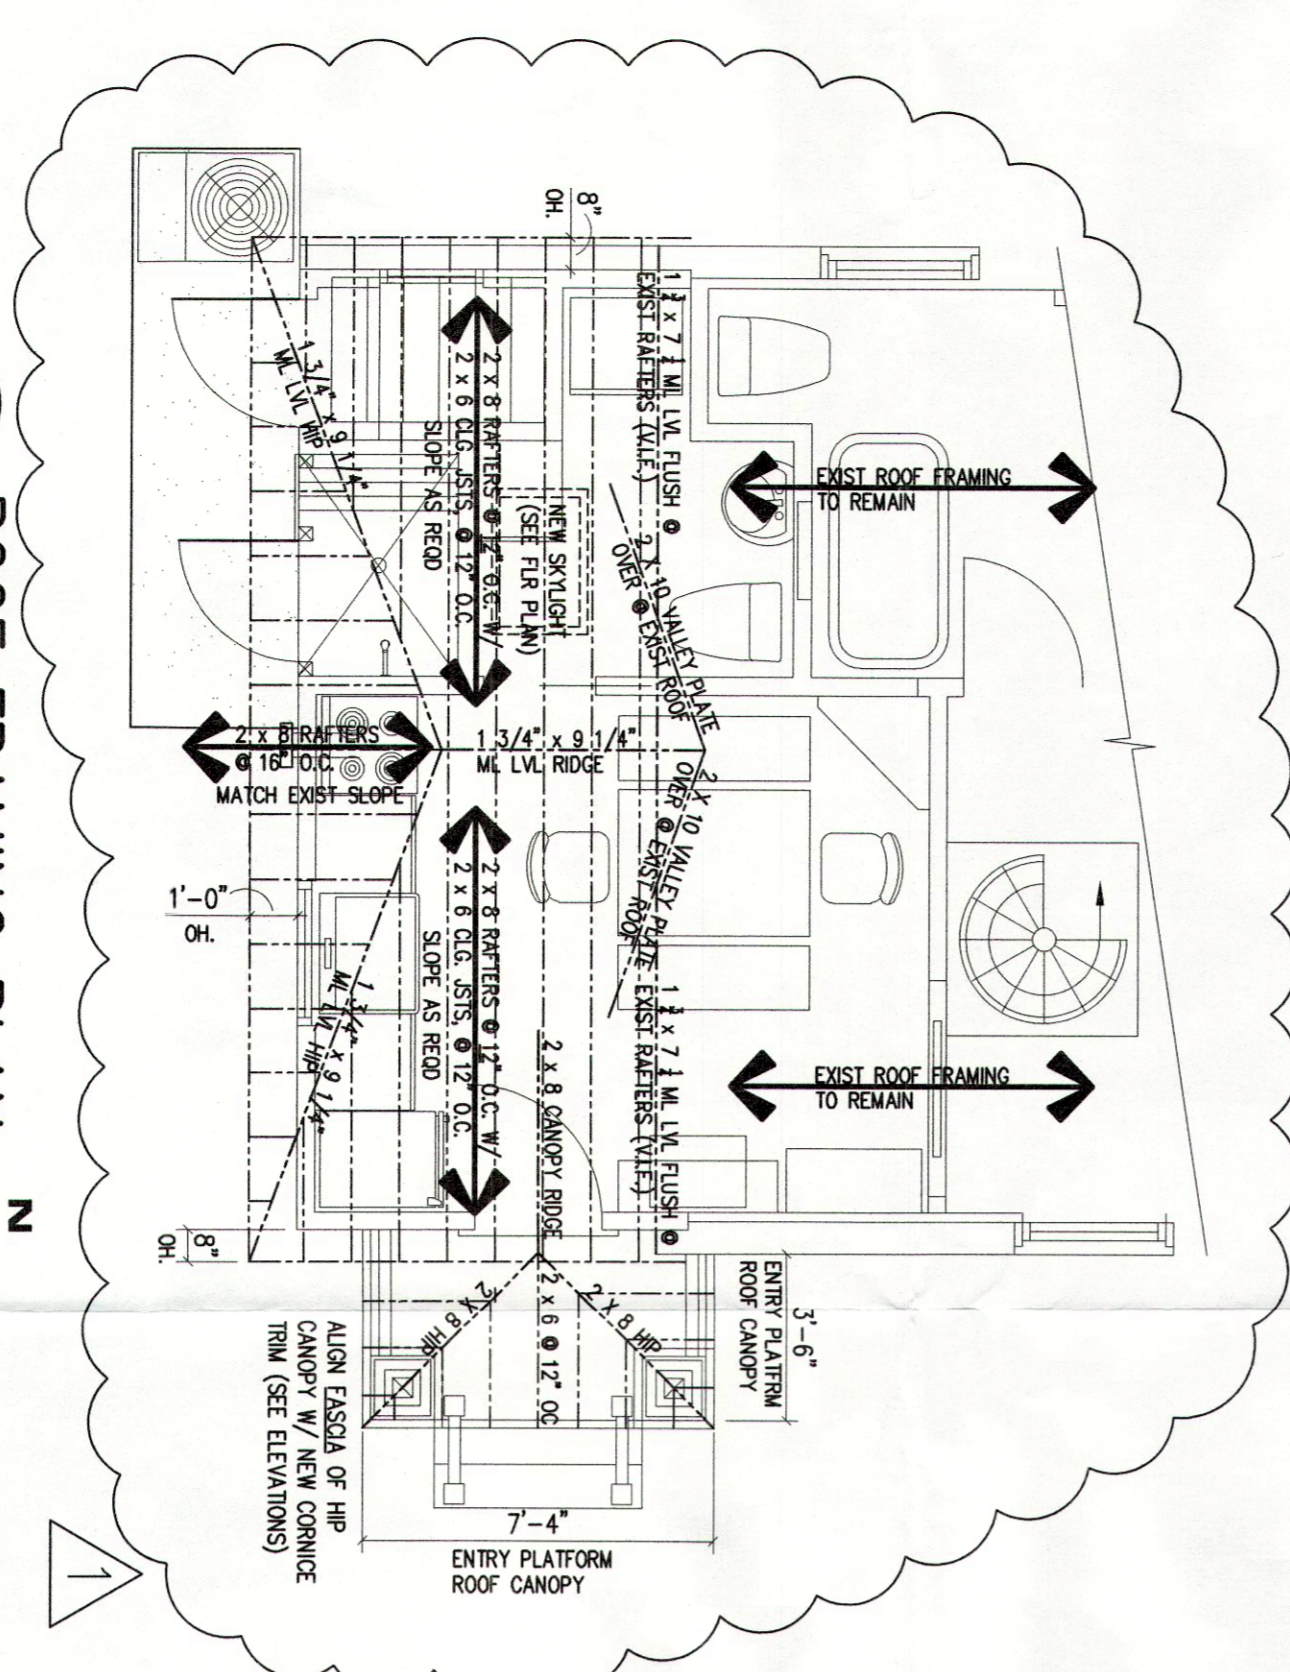 8"
OH.
1 3/4 x 7 1/4 ML LVL FLUSH @
EXIST RAFTERS (V.I.F.)
EXIST ROOF FRAMING
TO REMAIN
1 3/4" x 9 1/4"
ML LVL HIP
2 x 8 RAFTERS @ 12" O.C. W/
2 x 6 CLG JSTS, @ 12" O.C.
SLOPE AS REQD
NEW SKYLIGHT
(SEE FLR PLAN)
2 X 10 VALLEY PLATE
OVER @ EXIST ROOF
2 x 8 RAFTERS
@ 16" O.C.
MATCH EXIST SLOPE
1 3/4" x 9 1/4"
ML LVL RIDGE
2 X 10 VALLEY PLATE
OVER @ EXIST ROOF
1'-0"
OH.
2 x 8 RAFTERS @ 12" O.C. W/
2 x 6 CLG. JSTS, @ 12" O.C.
SLOPE AS REQD
1 3/4" x 9 1/4"
ML LVL HIP
1 3/4 x 7 1/4 ML LVL FLUSH @
EXIST RAFTERS (V.I.F.)
EXIST ROOF FRAMING
TO REMAIN
2 x 8 CANOPY RIDGE
8"
OH.
2 X 8 HIP
2 x 6 @ 12" OC
2 X 8 HIP
3'-6"
ENTRY PLATFRM
ROOF CANOPY
ALIGN FASCIA OF HIP
CANOPY W/ NEW CORNICE
TRIM (SEE ELEVATIONS)
7'-4"
ENTRY PLATFORM
ROOF CANOPY
1
N